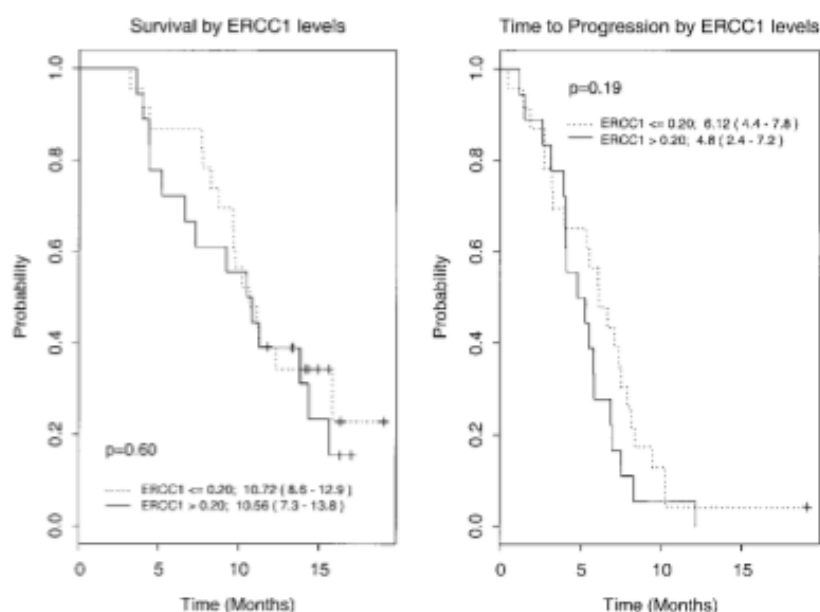 Survival by ERCC1 levels
Probability
1.0
0.8
0.6
0.4
0.2
0.0
p=0.60
ERCC1 <= 0.20; 10.72 ( 8.6 - 12.9 )
ERCC1 > 0.20; 10.56 ( 7.3 - 13.8 )
0
5
10
15
Time (Months)
Time to Progression by ERCC1 levels
Probability
1.0
0.8
0.6
0.4
0.2
0.0
p=0.19
ERCC1 <= 0.20; 6.12 ( 4.4 - 7.8 )
ERCC1 > 0.20; 4.8 ( 2.4 - 7.2 )
0
5
10
15
Time (Months)